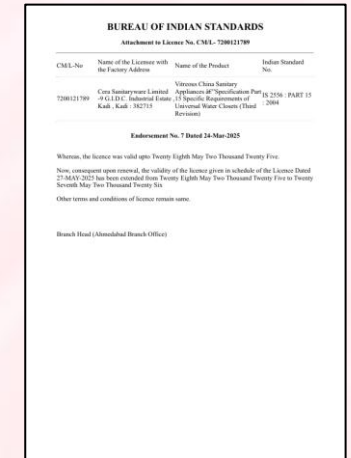 BUREAU OF INDIAN STANDARDS
Attachment to Licence No. CM/L- 7200121789
CM/L-No
Name of the Licensee with
the Factory Address
Name of the Product
Indian Standard
No.
7200121789
Cera Sanitaryware Limited
-9 G.I.D.C. Industrial Estate ,
Kadi , Kadi : 382715
Vitreous China Sanitary
Appliances â€"Specification Part
15 Specific Requirements of
Universal Water Closets (Third
Revision)
IS 2556 : PART 15
: 2004
Endorsement No. 7 Dated 24-Mar-2025
Whereas, the licence was valid upto Twenty Eighth May Two Thousand Twenty Five.
Now, consequent upon renewal, the validity of the licence given in schedule of the Licence Dated
27-MAY-2025 has been extended from Twenty Eighth May Two Thousand Twenty Five to Twenty
Seventh May Two Thousand Twenty Six
Other terms and conditions of licence remain same.
Branch Head (Ahmedabad Branch Office)